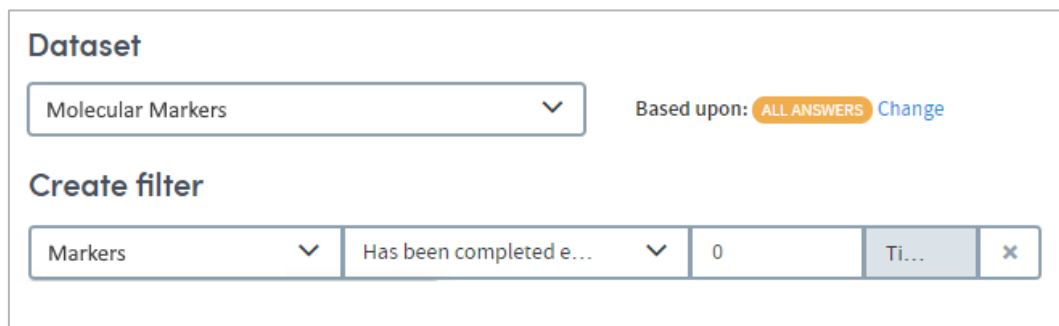 Dataset
Molecular Markers
Based upon: ALL ANSWERS Change
Create filter
Markers Has been completed e... 0 Ti... ×